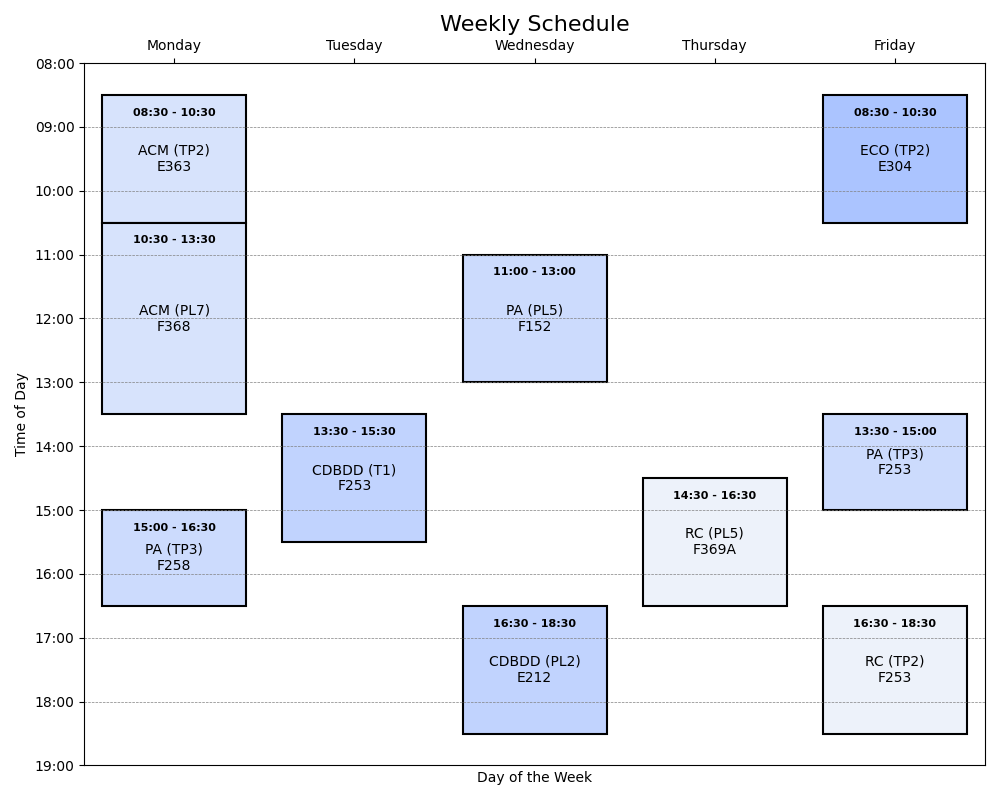 Weekly Schedule
Monday Tuesday Wednesday Thursday Friday
Time of Day
08:00
09:00
10:00
11:00
12:00
13:00
14:00
15:00
16:00
17:00
18:00
19:00
08:30 - 10:30
ACM (TP2)
E363
10:30 - 13:30
ACM (PL7)
F368
15:00 - 16:30
PA (TP3)
F258
13:30 - 15:30
CDBDD (T1)
F253
11:00 - 13:00
PA (PL5)
F152
16:30 - 18:30
CDBDD (PL2)
E212
14:30 - 16:30
RC (PL5)
F369A
08:30 - 10:30
ECO (TP2)
E304
13:30 - 15:00
PA (TP3)
F253
16:30 - 18:30
RC (TP2)
F253
Day of the Week